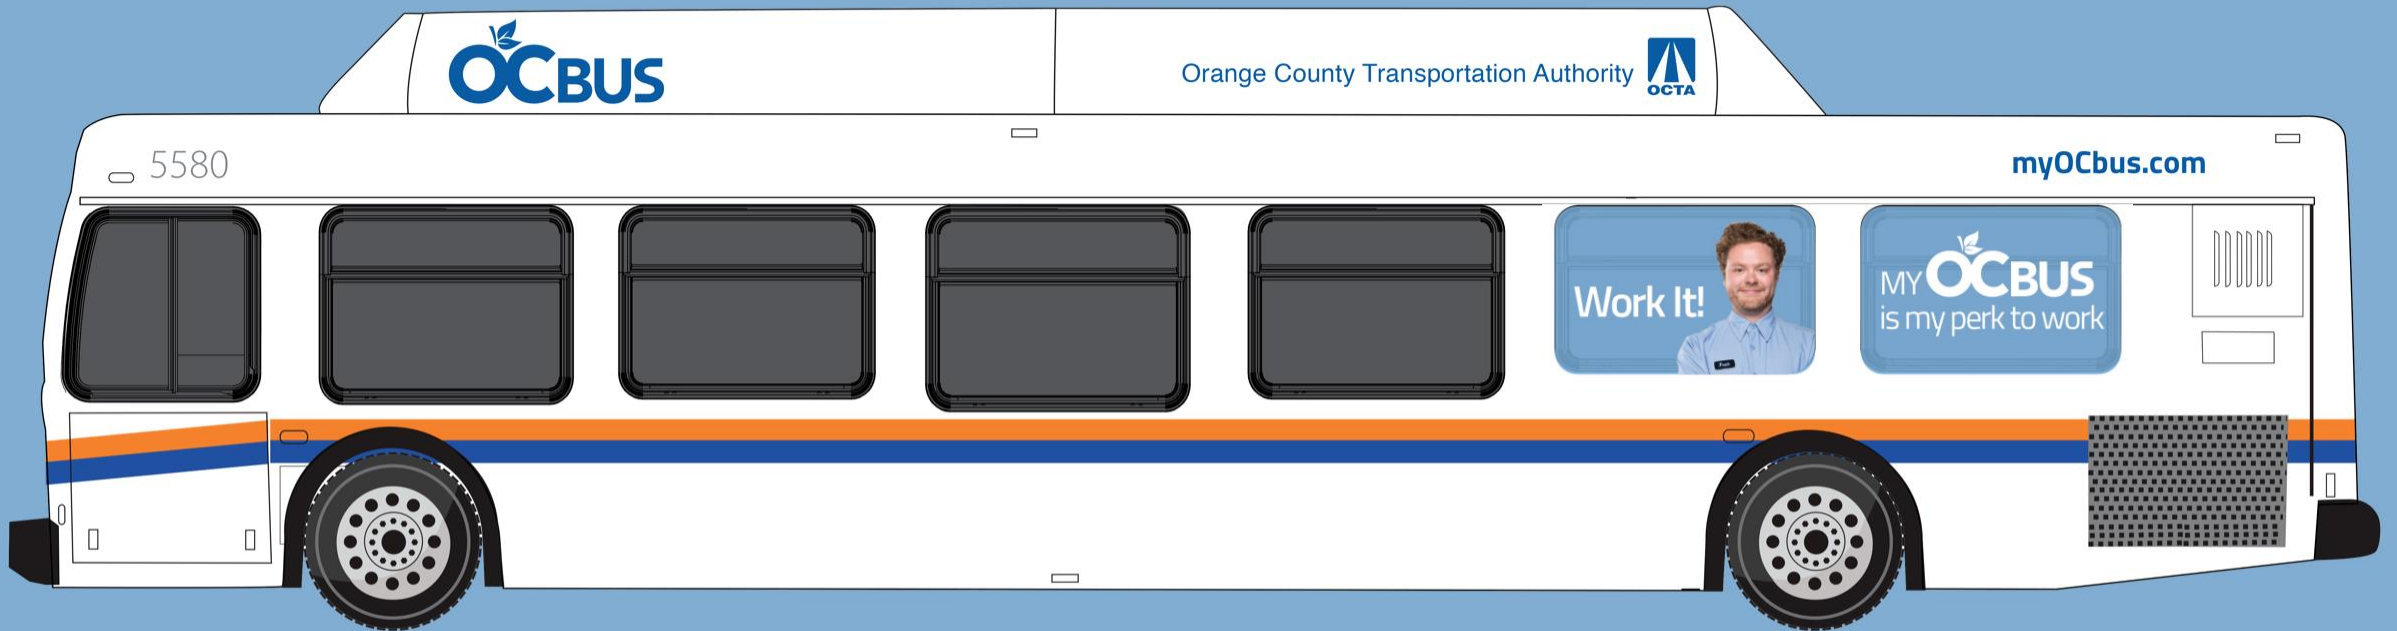 OCBUS
Orange County Transportation Authority
OCTA
5580
myOCbus.com
Work It!
MY OCBUS
is my perk to work